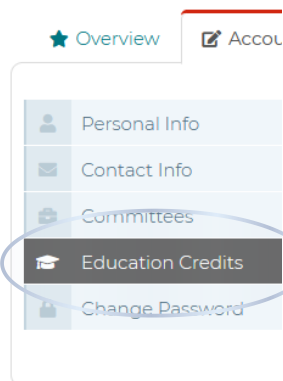 Overview Accou
Personal Info
Contact Info
Committees
Education Credits
Change Password